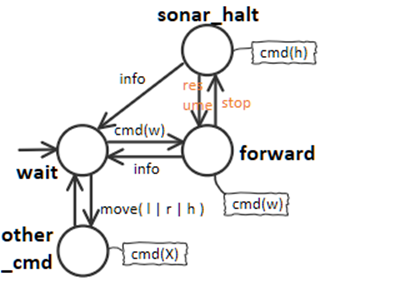 sonar_halt
cmd(h)
info
res
ume
stop
cmd(w)
wait
forward
info
move( l | r | h )
cmd(w)
other
_cmd
cmd(X)